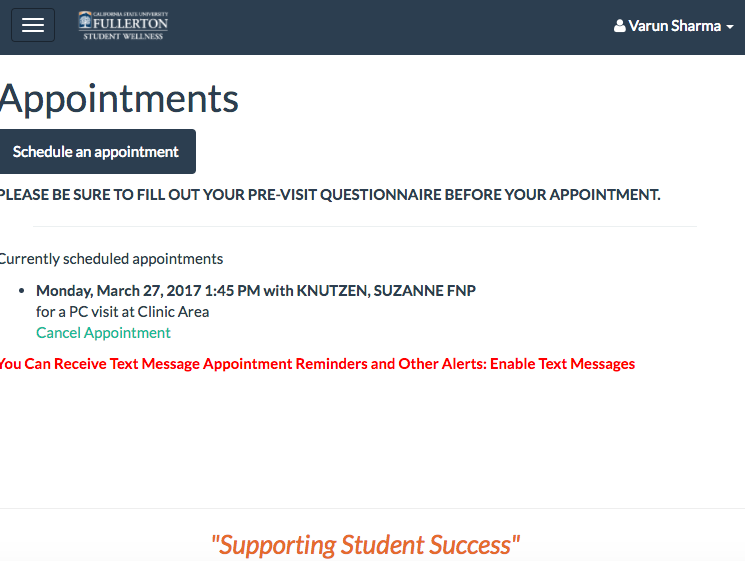 CALIFORNIA STATE UNIVERSITY
FULLERTON
STUDENT WELLNESS
Varun Sharma
Appointments
Schedule an appointment
PLEASE BE SURE TO FILL OUT YOUR PRE-VISIT QUESTIONNAIRE BEFORE YOUR APPOINTMENT.
Currently scheduled appointments
• Monday, March 27, 2017 1:45 PM with KNUTZEN, SUZANNE FNP
for a PC visit at Clinic Area
Cancel Appointment
You Can Receive Text Message Appointment Reminders and Other Alerts: Enable Text Messages
"Supporting Student Success"